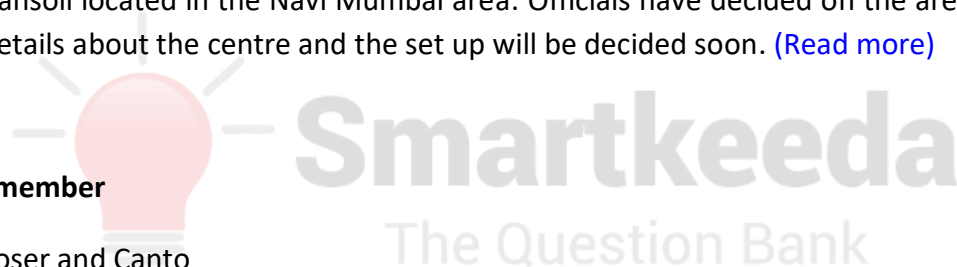 ansoli located in the Navi Mumbai area. Officials have decided on the are
etails about the centre and the set up will be decided soon. (Read more)
Smartkeeda
The Question Bank
member
oser and Canto